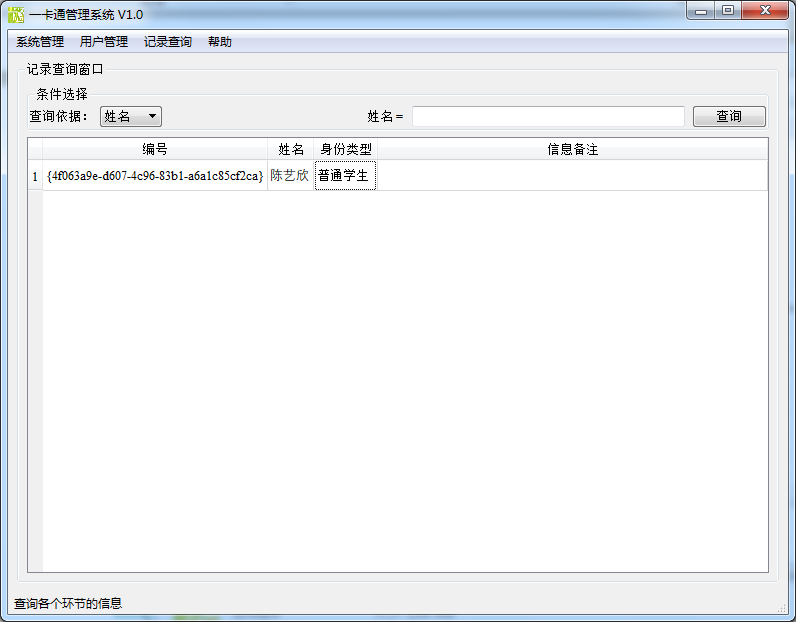 一卡通管理系统 V1.0
系统管理 用户管理 记录查询 帮助
记录查询窗口
条件选择
查询依据： 姓名 姓名 = 查询
编号 姓名 身份类型 信息备注
1 {4f063a9e-d607-4c96-83b1-a6a1c85cf2ca} 陈艺欣 普通学生
查询各个环节的信息